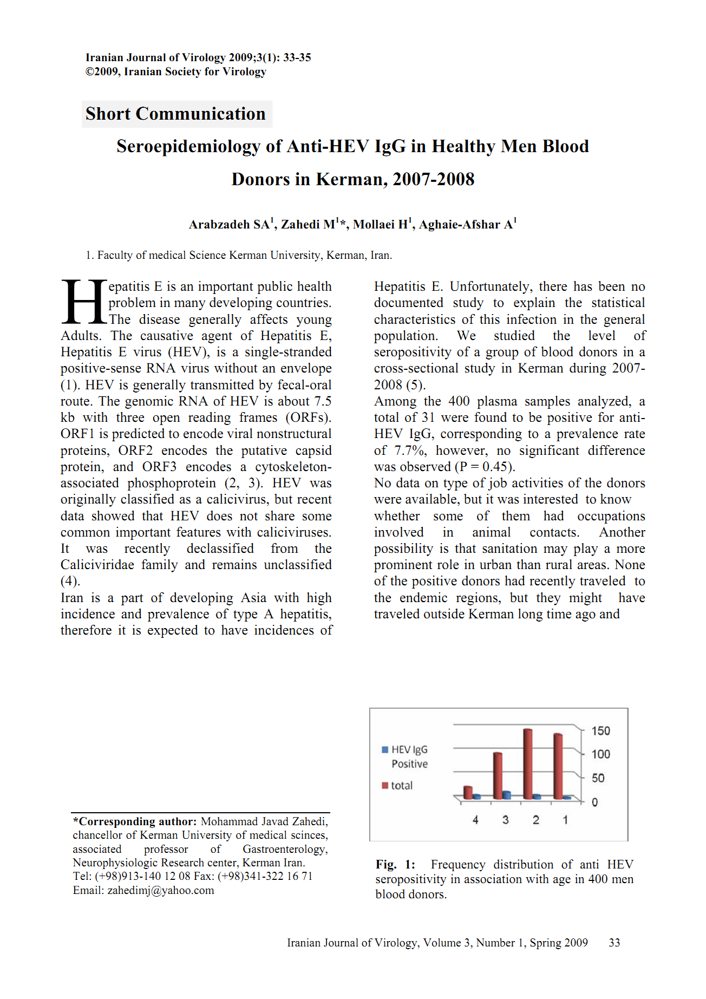 Iranian Journal of Virology 2009;3(1): 33-35
©2009, Iranian Society for Virology
Short Communication
Seroepidemiology of Anti-HEV IgG in Healthy Men Blood
Donors in Kerman, 2007-2008
Arabzadeh SA1, Zahedi M1*, Mollaei H1, Aghaie-Afshar A1
1. Faculty of medical Science Kerman University, Kerman, Iran.
Hepatitis E is an important public health
problem in many developing countries.
The disease generally affects young
Adults. The causative agent of Hepatitis E,
Hepatitis E virus (HEV), is a single-stranded
positive-sense RNA virus without an envelope
(1). HEV is generally transmitted by fecal-oral
route. The genomic RNA of HEV is about 7.5
kb with three open reading frames (ORFs).
ORF1 is predicted to encode viral nonstructural
proteins, ORF2 encodes the putative capsid
protein, and ORF3 encodes a cytoskeleton-
associated phosphoprotein (2, 3). HEV was
originally classified as a calicivirus, but recent
data showed that HEV does not share some
common important features with caliciviruses.
It was recently declassified from the
Caliciviridae family and remains unclassified
(4).
Iran is a part of developing Asia with high
incidence and prevalence of type A hepatitis,
therefore it is expected to have incidences of
Hepatitis E. Unfortunately, there has been no
documented study to explain the statistical
characteristics of this infection in the general
population. We studied the level of
seropositivity of a group of blood donors in a
cross-sectional study in Kerman during 2007-
2008 (5).
Among the 400 plasma samples analyzed, a
total of 31 were found to be positive for anti-
HEV IgG, corresponding to a prevalence rate
of 7.7%, however, no significant difference
was observed (P = 0.45).
No data on type of job activities of the donors
were available, but it was interested to know
whether some of them had occupations
involved in animal contacts. Another
possibility is that sanitation may play a more
prominent role in urban than rural areas. None
of the positive donors had recently traveled to
the endemic regions, but they might have
traveled outside Kerman long time ago and
*Corresponding author: Mohammad Javad Zahedi,
chancellor of Kerman University of medical scinces,
associated professor of Gastroenterology,
Neurophysiologic Research center, Kerman Iran.
Tel: (+98)913-140 12 08 Fax: (+98)341-322 16 71
Email: zahedimj@yahoo.com
HEV IgG
Positive
total
150
100
50
0
4 3 2 1
Fig. 1: Frequency distribution of anti HEV
seropositivity in association with age in 400 men
blood donors.
Iranian Journal of Virology, Volume 3, Number 1, Spring 2009 33